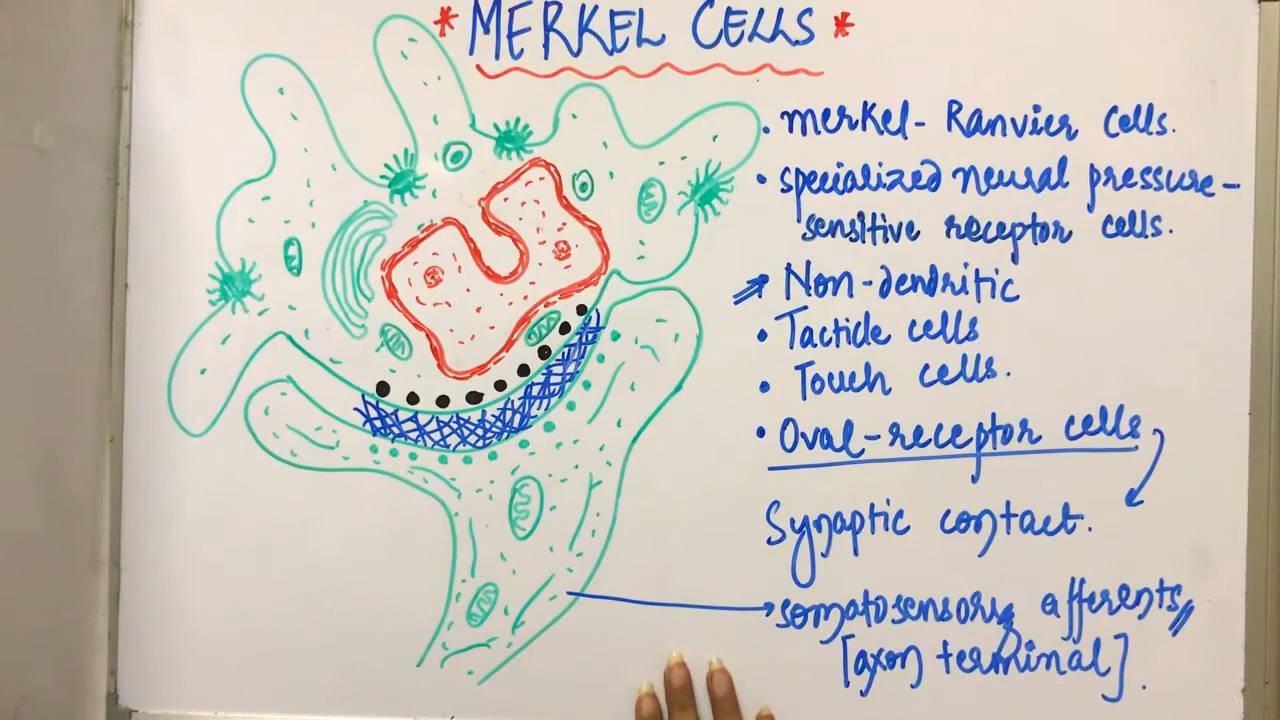 * MERKEL CELLS *
• Merkel - Ranvier cells.
• specialized neural pressure-
sensitive receptor cells.
Non-dendritic
• Tactide cells
• Touch cells.
• Oval-receptor cells
Synaptic contact.
somatosensory afferents
[axon terminal].